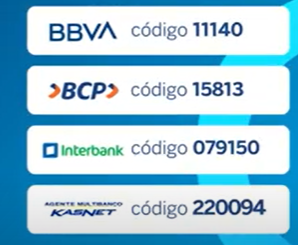 BBVA código 11140
BCP código 15813
Interbank código 079150
AGENTE MULTIBANCO
KASNET código 220094